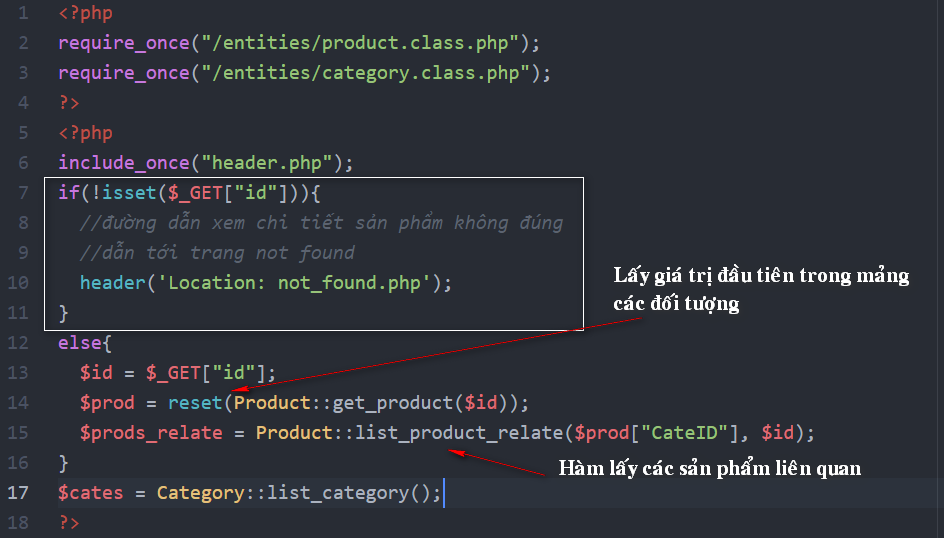 1 <?php
2 require_once("/entities/product.class.php");
3 require_once("/entities/category.class.php");
4 ?>
5 <?php
6 include_once("header.php");
7 if(!isset($_GET["id"])){
8 //đường dẫn xem chi tiết sản phẩm không đúng
9 //dẫn tới trang not found
10 header('Location: not_found.php');
11 }
Lấy giá trị đầu tiên trong mảng
các đối tượng
12 else{
13 $id = $_GET["id"];
14 $prod = reset(Product::get_product($id));
15 $prods_relate = Product::list_product_relate($prod["CateID"], $id);
16 }
Hàm lấy các sản phẩm liên quan
17 $cates = Category::list_category();
18 ?>